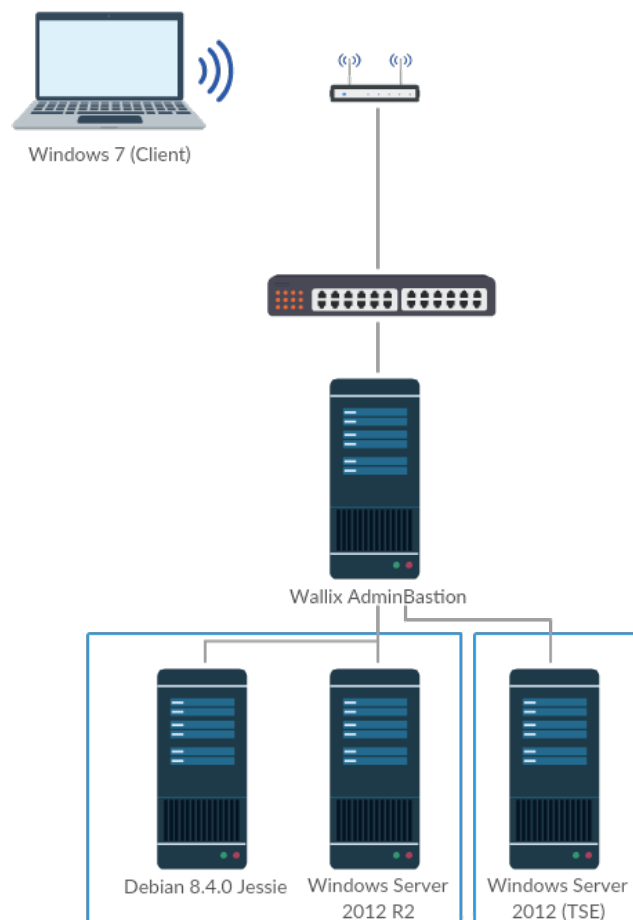 Windows 7 (Client)
Wallix AdminBastion
Debian 8.4.0 Jessie
Windows Server
2012 R2
Windows Server
2012 (TSE)